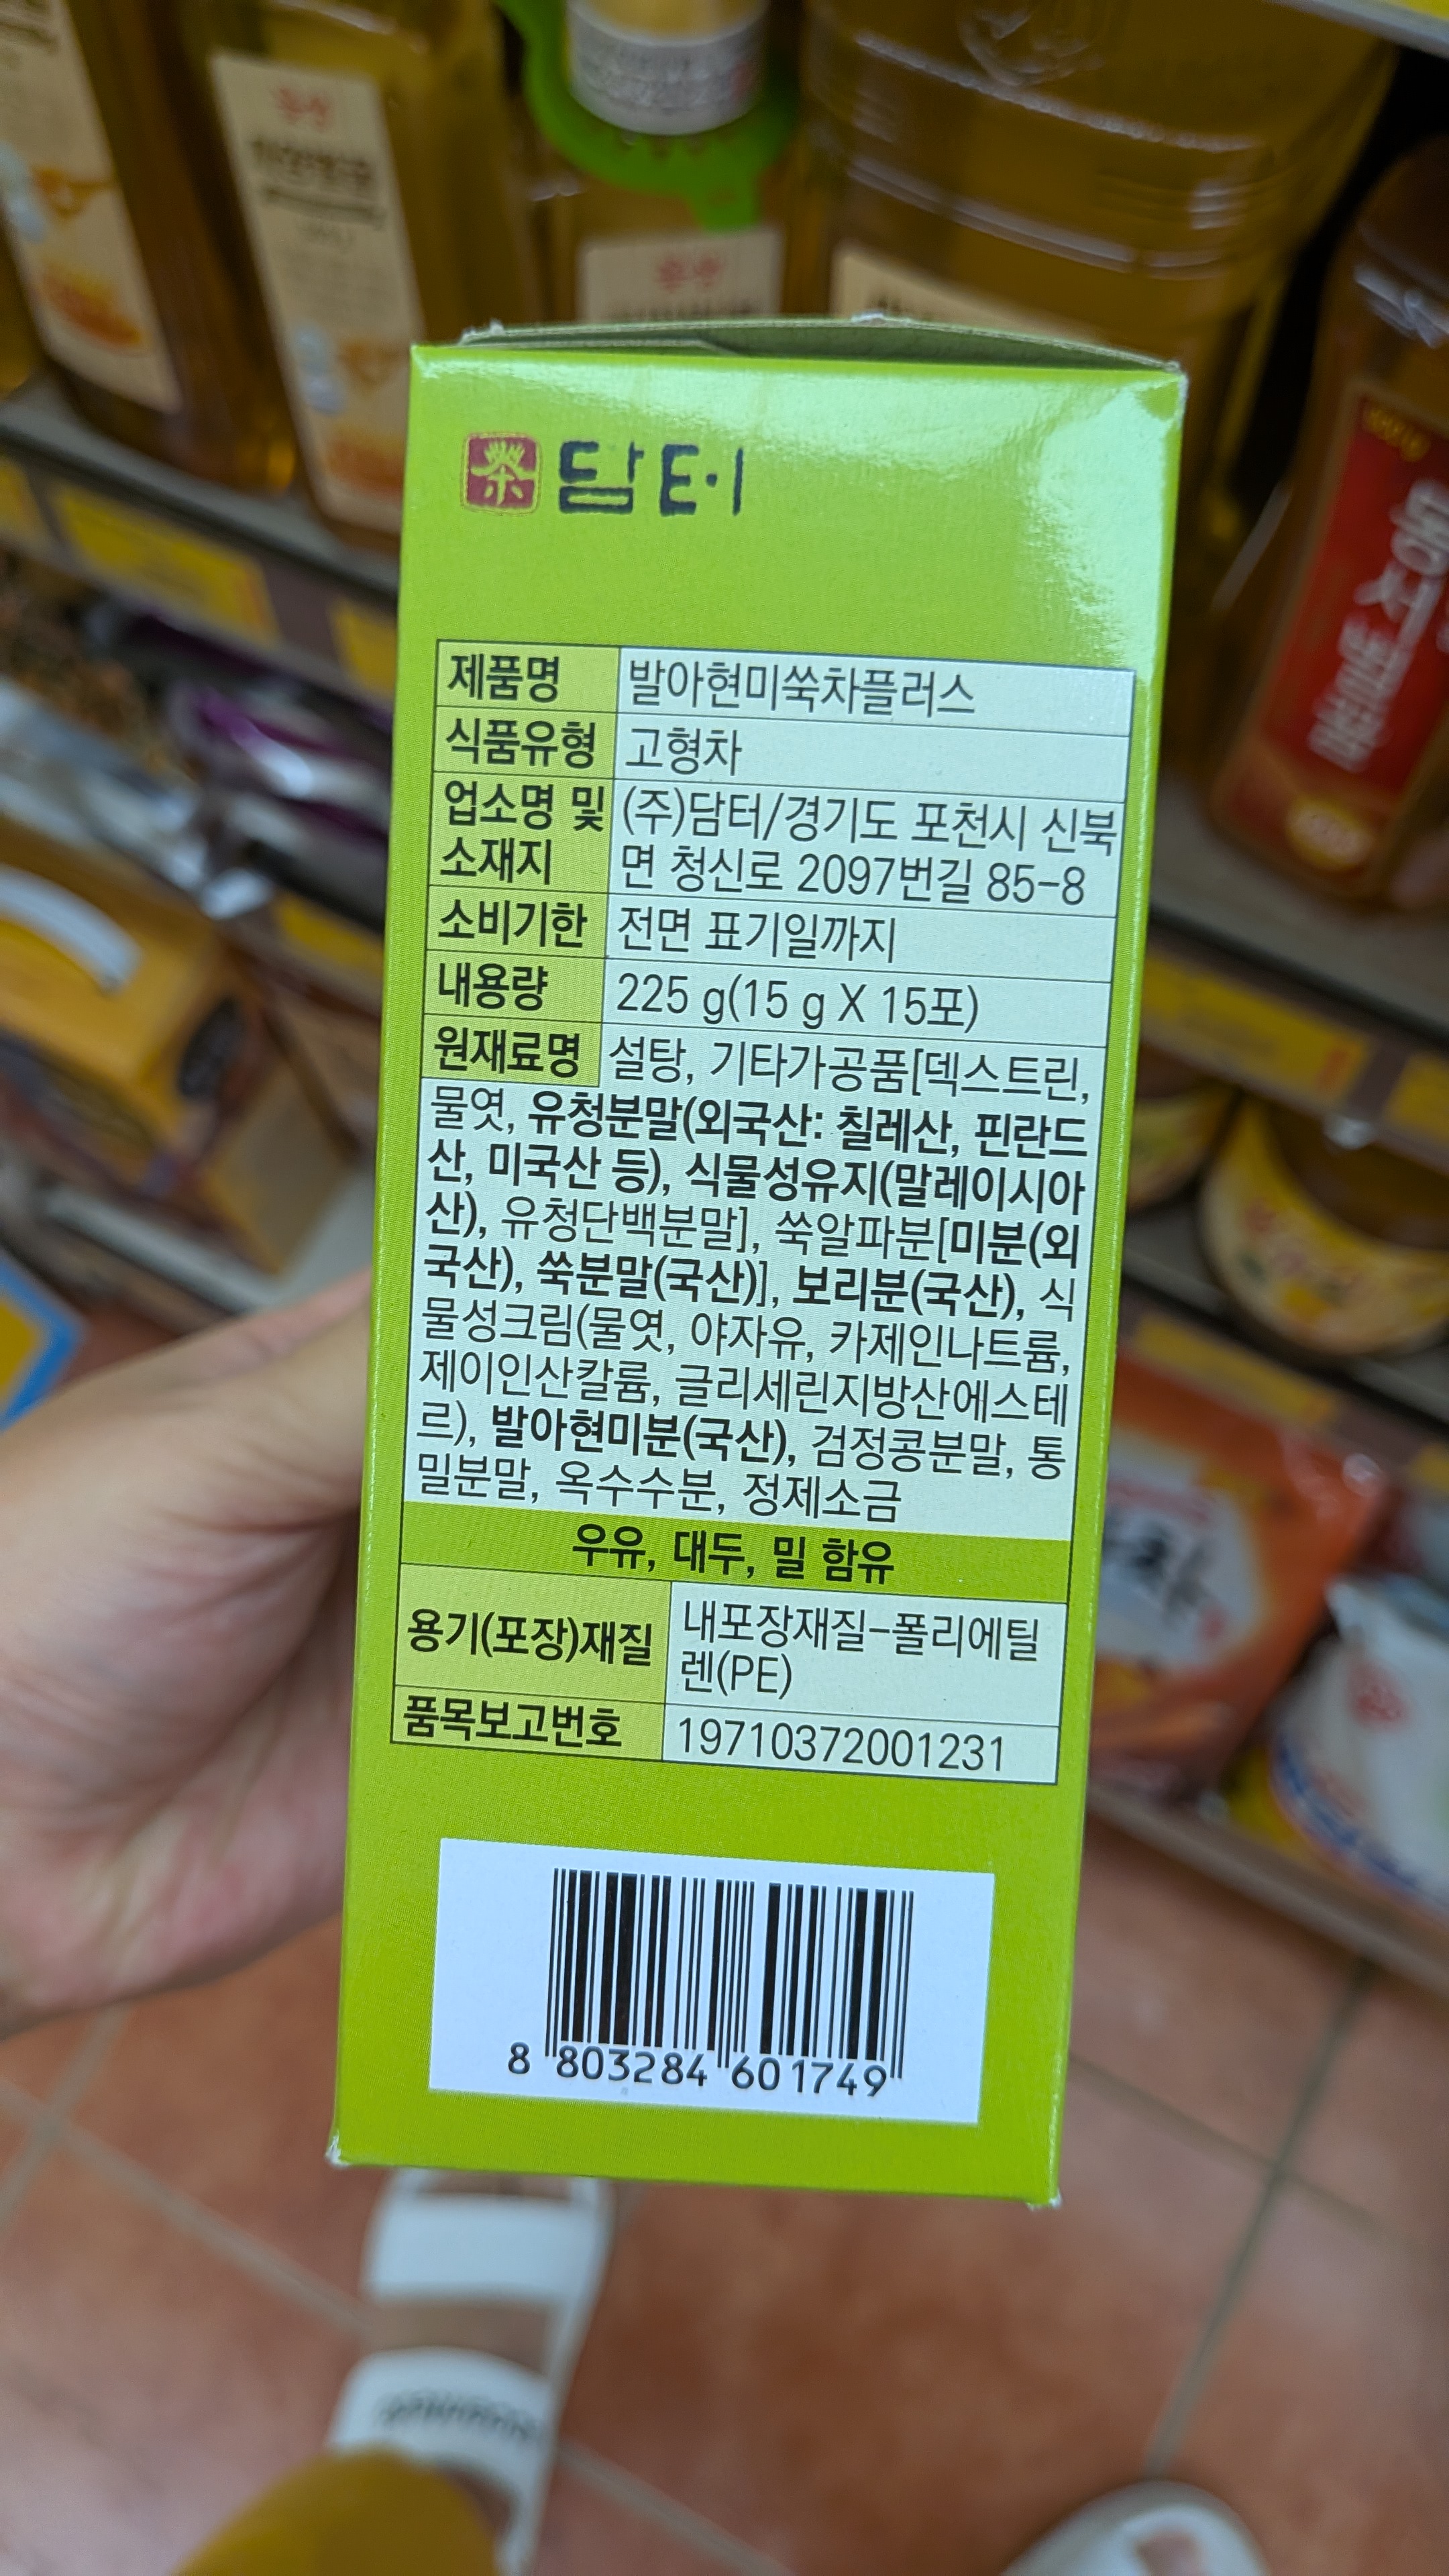 茶 담터
제품명 발아현미쑥차플러스
식품유형 고형차
업소명 및 (주)담터/경기도 포천시 신북
소재지 면 청신로 2097번길 85-8
소비기한 전면 표기일까지
내용량 225 g(15 g X 15포)
원재료명 설탕, 기타가공품[덱스트린,
물엿, 유청분말(외국산: 칠레산, 핀란드
산, 미국산 등), 식물성유지(말레이시아
산), 유청단백분말], 쑥알파분[미분(외
국산), 쑥분말(국산)], 보리분(국산), 식
물성크림(물엿, 야자유, 카제인나트륨,
제이인산칼륨, 글리세린지방산에스테
르), 발아현미분(국산), 검정콩분말, 통
밀분말, 옥수수분, 정제소금
우유, 대두, 밀 함유
용기(포장)재질 내포장재질-폴리에틸
렌(PE)
품목보고번호 19710372001231
8 803284 601749
동서벌꿀